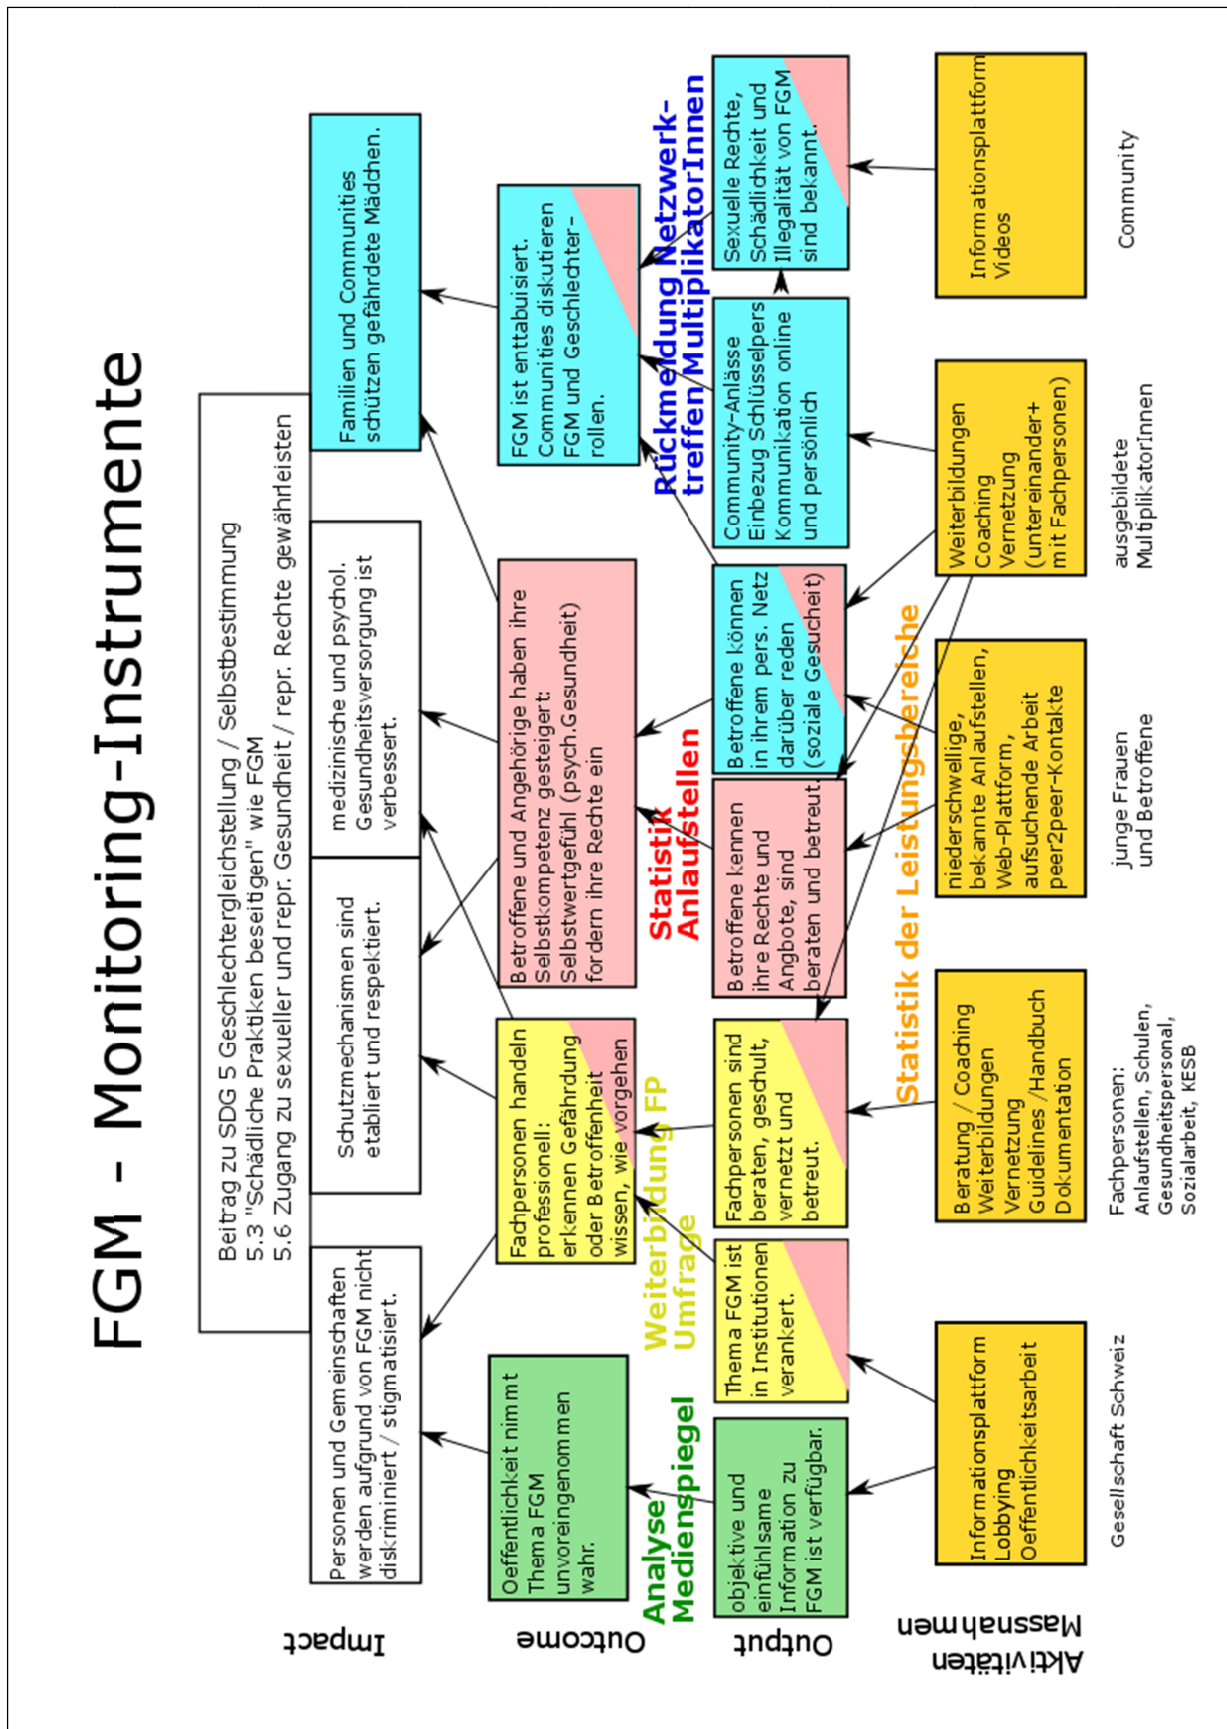 FGM - Monitoring-Instrumente
Beitrag zu SDG 5 Geschlechtergleichstellung / Selbstbestimmung
5.3 "Schädliche Praktiken beseitigen" wie FGM
5.6 Zugang zu sexueller und repr. Gesundheit / repr. Rechte gewährleisten
Impact
Personen und Gemeinschaften
werden aufgrund von FGM nicht
diskriminiert / stigmatisiert.
Schutzmechanismen sind
etabliert und respektiert.
medizinische und psychol.
Gesundheitsversorgung ist
verbessert.
Familien und Communities
schützen gefährdete Mädchen.
Outcome
Oeffentlichkeit nimmt
Thema FGM
unvoreingenommen
wahr.
Fachpersonen handeln
professionell:
erkennen Gefährdung
oder Betroffenheit
wissen, wie vorgehen
Betroffene und Angehörige haben ihre
Selbstkompetenz gesteigert:
Selbstwertgefühl (psych.Gesundheit)
fordern ihre Rechte ein
FGM ist enttabuisiert.
Communities diskutieren
FGM und Geschlechter-
rollen.
Analyse
Medienspiegel
Weiterbildung FP
Umfrage
Statistik
Anlaufstellen
Rückmeldung Netzwerk-
treffen MultiplikatorInnen
Output
objektive und
einfühlsame
Information zu
FGM ist verfügbar.
Thema FGM ist
in Institutionen
verankert.
Fachpersonen sind
beraten, geschult,
vernetzt und
betreut.
Betroffene kennen
ihre Rechte und
Angebote, sind
beraten und betreut.
Betroffene können
in ihrem pers. Netz
darüber reden
(soziale Gesucheit)
Community-Anlässe
Einbezug Schlüsselpers
Kommunikation online
und persönlich
Sexuelle Rechte,
Schädlichkeit und
Illegalität von FGM
sind bekannt.
Statistik der Leistungsbereiche
Aktivitäten
Massnahmen
Informationsplattform
Lobbying
Oeffentlichkeitsarbeit
Beratung / Coaching
Weiterbildungen
Vernetzung
Guidelines /Handbuch
Dokumentation
niederschwellige,
bekannte Anlaufstellen,
Web-Plattform,
aufsuchende Arbeit
peer2peer-Kontakte
Weiterbildungen
Coaching
Vernetzung
(untereinander+
mit Fachpersonen)
Informationsplattform
Videos
Gesellschaft Schweiz
Fachpersonen:
Anlaufstellen, Schulen,
Gesundheitspersonal,
Sozialarbeit, KESB
junge Frauen
und Betroffene
ausgebildete
MultiplikatorInnen
Community